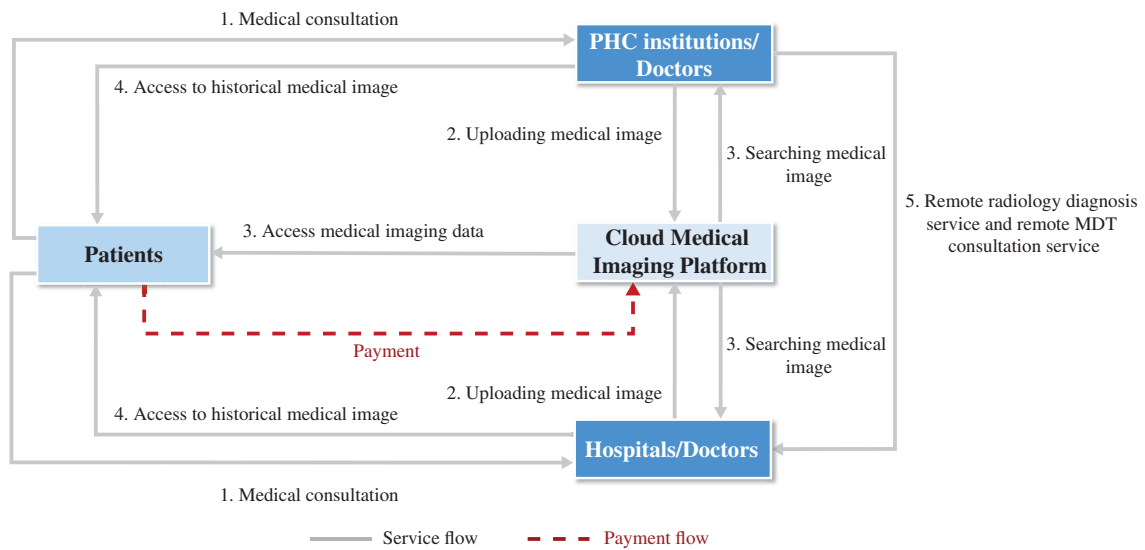 1. Medical consultation
PHC institutions/
Doctors
4. Access to historical medical image
2. Uploading medical image
3. Searching medical
image
5. Remote radiology diagnosis
service and remote MDT
consultation service
3. Access medical imaging data
Patients
Cloud Medical
Imaging Platform
Payment
3. Searching medical
image
2. Uploading medical image
4. Access to historical medical image
Hospitals/Doctors
1. Medical consultation
Service flow
Payment flow